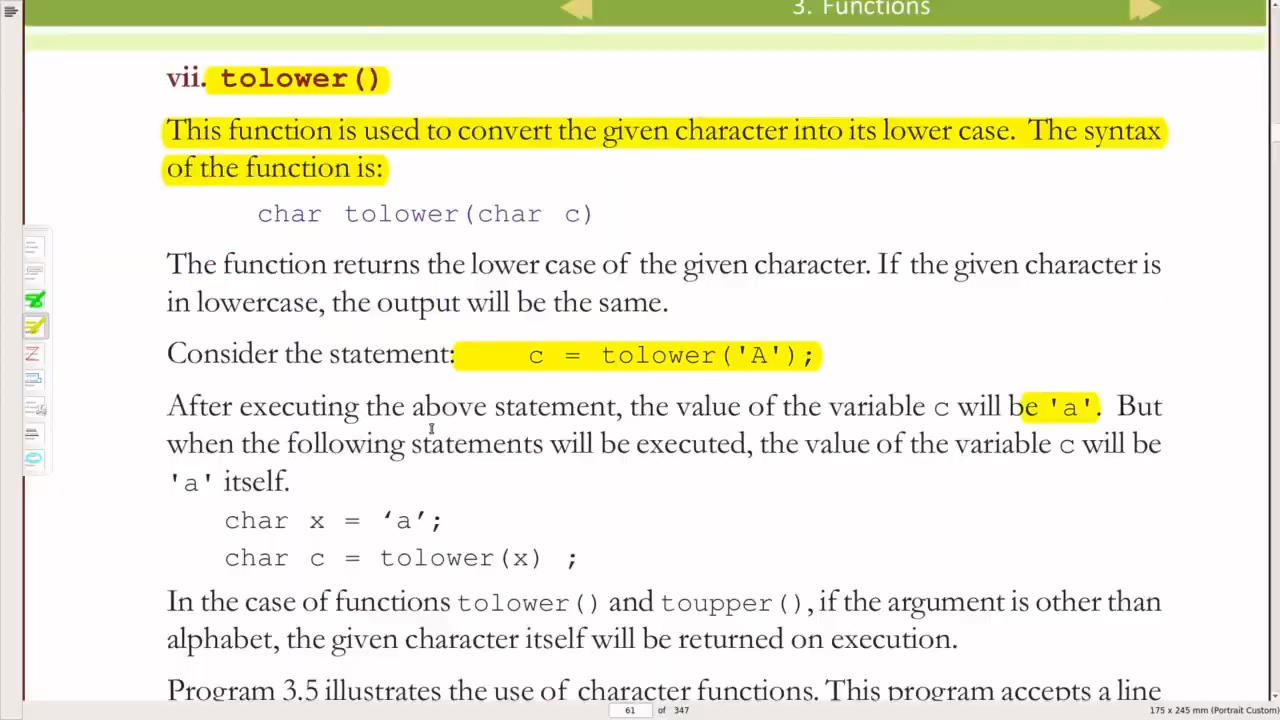 3. Functions
vii. tolower()
This function is used to convert the given character into its lower case. The syntax
of the function is:
char tolower(char c)
The function returns the lower case of the given character. If the given character is
in lowercase, the output will be the same.
Consider the statement: c = tolower('A');
After executing the above statement, the value of the variable c will be 'a'. But
when the following statements will be executed, the value of the variable c will be
'a' itself.
char x = ‘a’;
char c = tolower(x) ;
In the case of functions tolower() and toupper(), if the argument is other than
alphabet, the given character itself will be returned on execution.
Program 3.5 illustrates the use of character functions. This program accepts a line
61 of 347
175 x 245 mm (Portrait Custom)